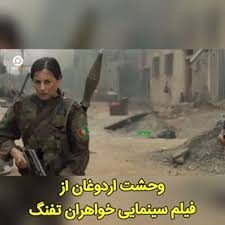 وحشت اردوغان از
فیلم سینمایی خواهران تفنگ